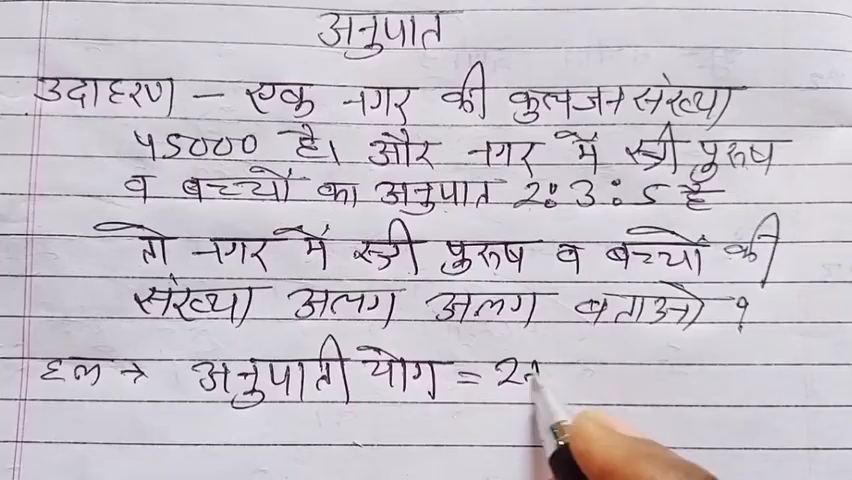 अनुपात
उदाहरण - एक नगर की कुल जनसंख्या
45000 है। और नगर में स्त्री पुरुष
व बच्चों का अनुपात 2:3:5 है
तो नगर में स्त्री पुरुष व बच्चों की
संख्या अलग अलग बताओ ?
हल → अनुपाती योग = 2+